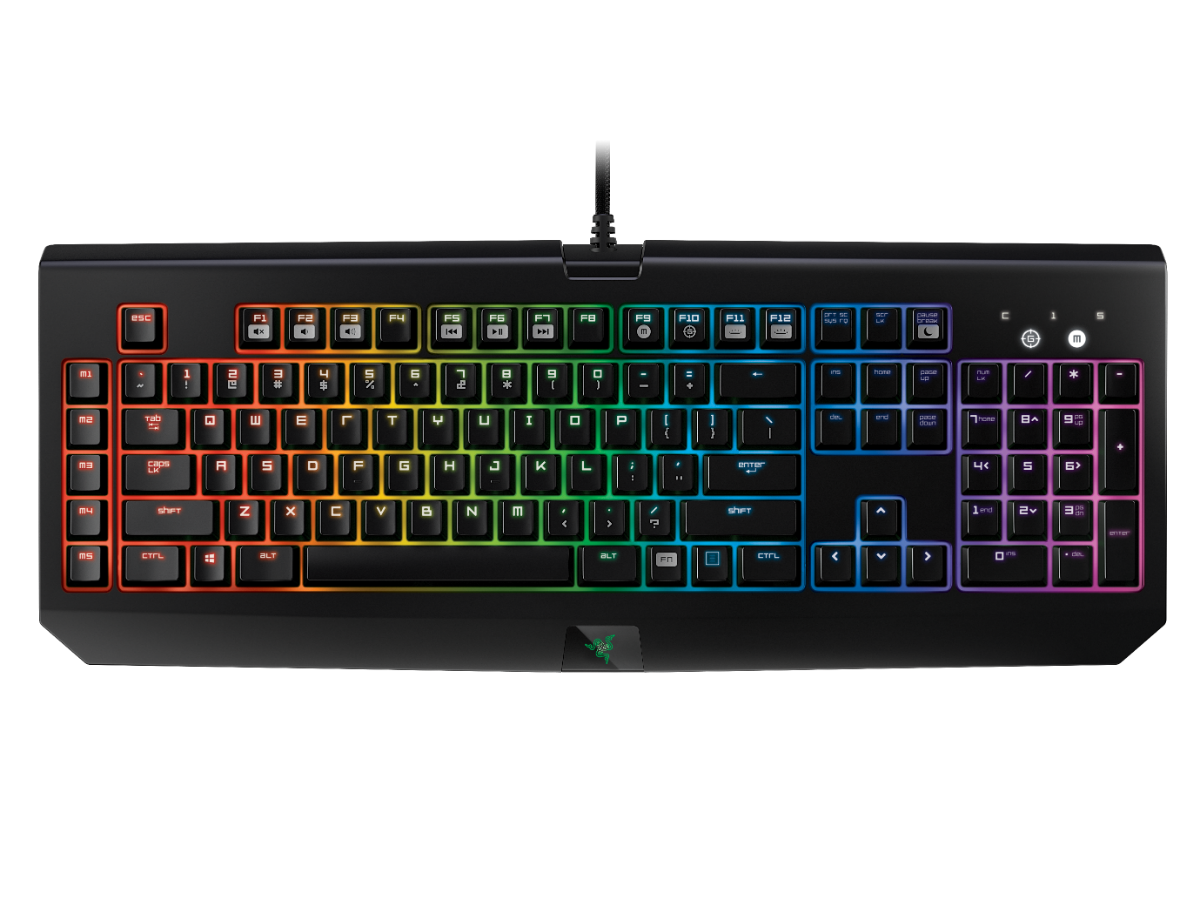 esc F1 F2 F3 F4 F5 F6 F7 F8 F9 M F10 G F11 F12 prt sc scr pause
sys rq LK break
C 1 S
G M
M1 ' 1 2 3 4 5 6 7 8 9 0 - = ← ins home page num / * -
~ ! @ # $ % ^ & * ( ) _ + up LK
M2 Tab Q W E R T Y U I O P [ ] \ del end page 7 home 8 ^ 9 pg +
{ } | down up
M3 caps A S D F G H J K L ; ' enter 4 < 5 6 >
LK : "
M4 shift Z X C V B N M , . / shift ^ 1 end 2 3 pg enter
< > ? dn
M5 CTRL ALT ALT FN CTRL < > 0 ins . DEL